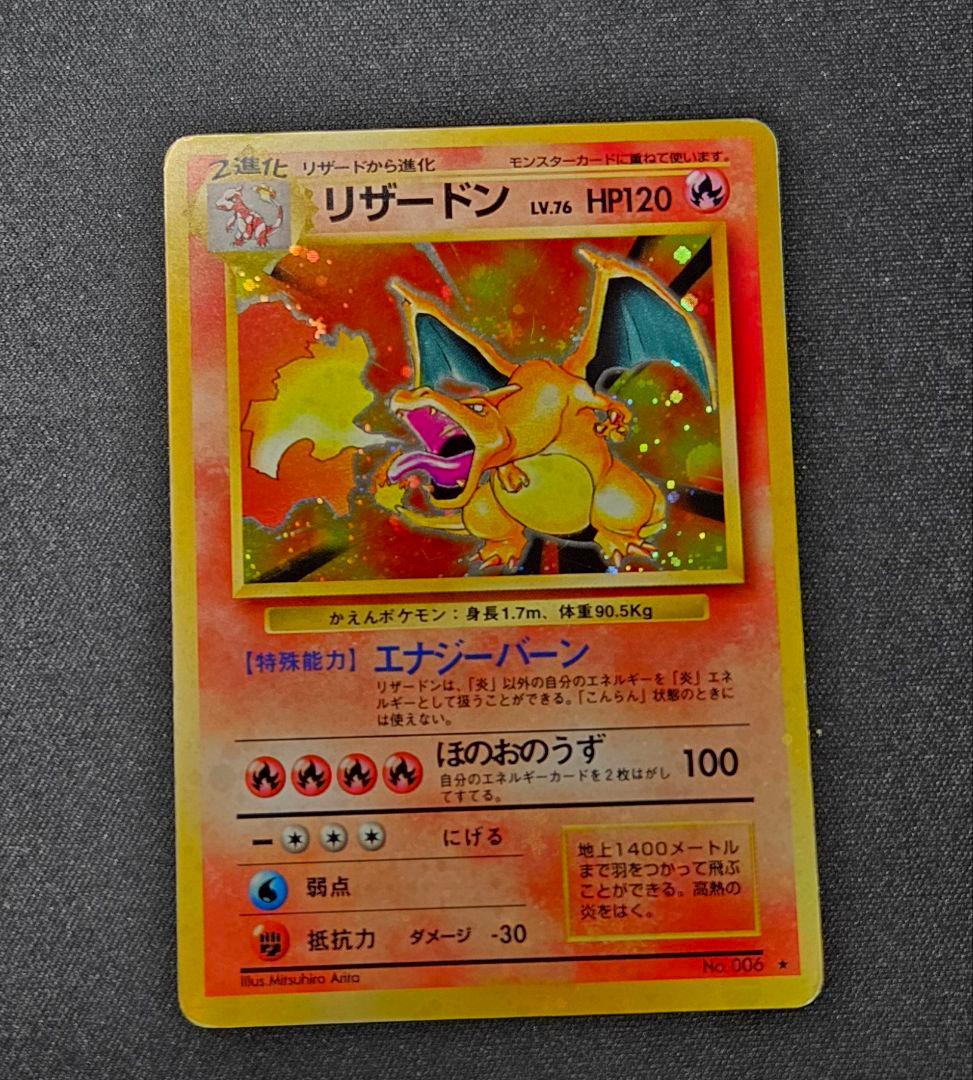 2進化 リザードから進化 モンスターカードに重ねて使います。
リザードン LV.76 HP120
かえんポケモン：身長1.7m、体重90.5Kg
【特殊能力】エナジーバーン
リザードンは、「炎」以外の自分のエネルギーを「炎」エネ
ルギーとして扱うことができる。「こんらん」状態のときに
は使えない。
ほのおのうず 100
自分のエネルギーカードを2枚はがし
てすてる。
にげる
弱点
抵抗力 ダメージ -30
地上1400メートル
まで羽をつかって飛ぶ
ことができる。高熱の
炎をはく。
Illus.Mitsuhiro Arita
No. 006 ★